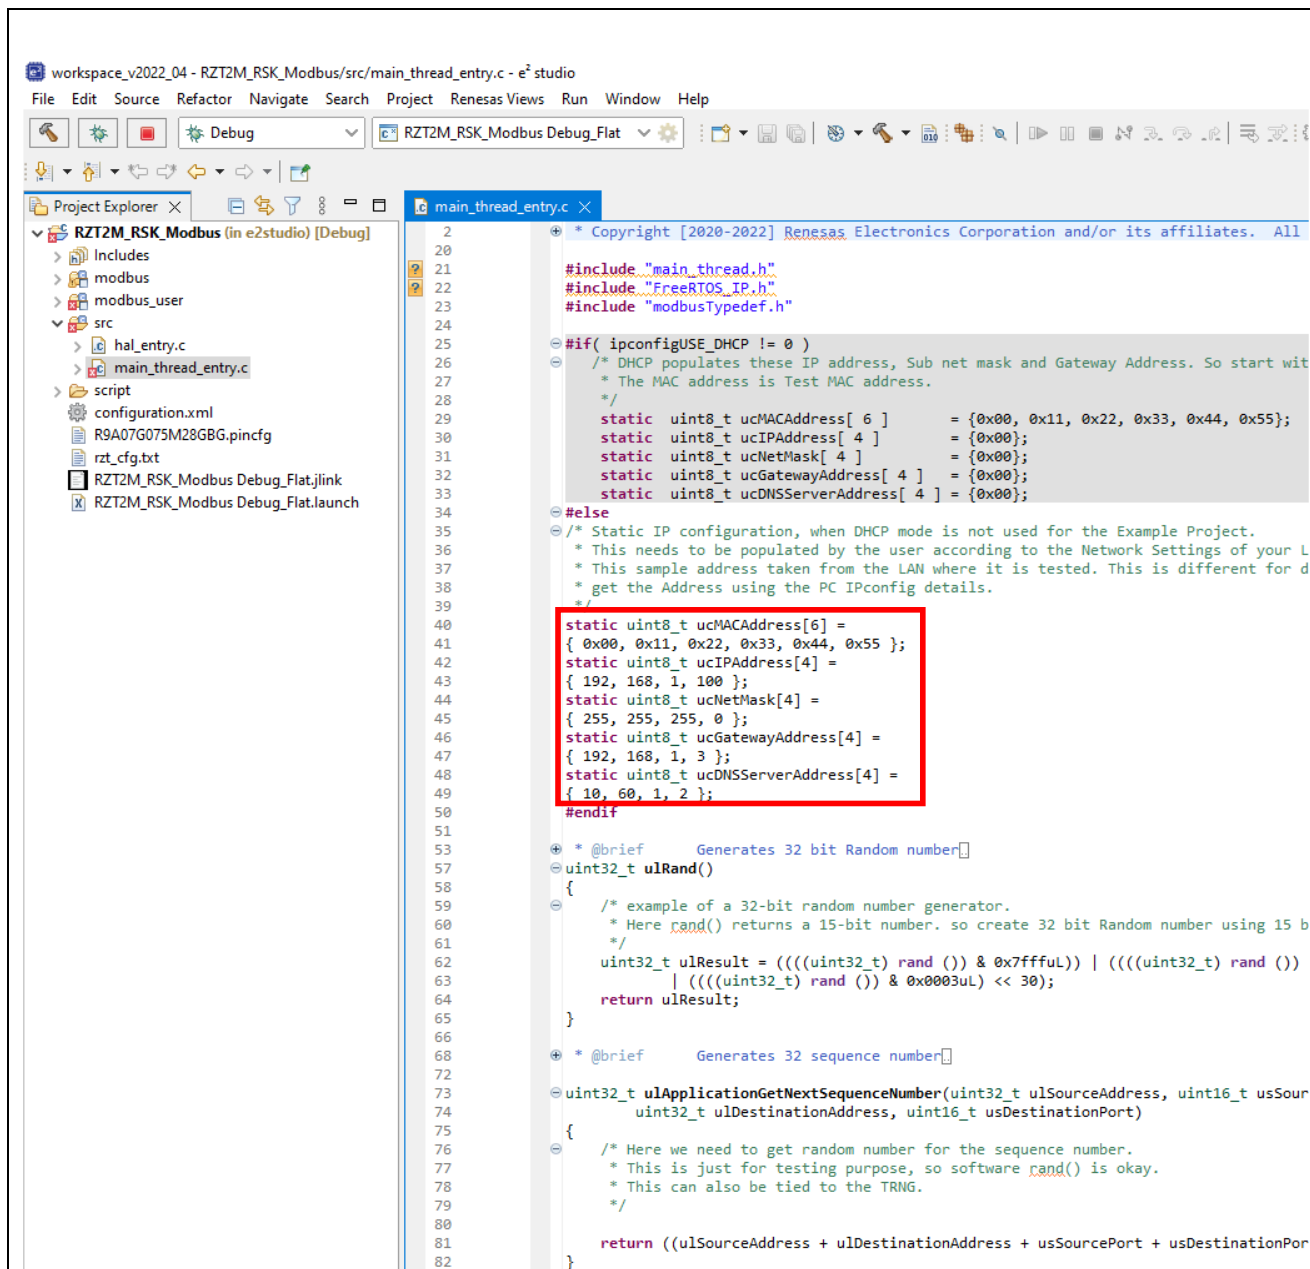 workspace_v2022_04 - RZT2M_RSK_Modbus/src/main_thread_entry.c - e² studio
File Edit Source Refactor Navigate Search Project Renesas Views Run Window Help
Debug RZT2M_RSK_Modbus Debug_Flat
Project Explorer
RZT2M_RSK_Modbus (in e2studio) [Debug]
Includes
modbus
modbus_user
src
hal_entry.c
main_thread_entry.c
script
configuration.xml
R9A07G075M28GBG.pincfg
rzt_cfg.txt
RZT2M_RSK_Modbus Debug_Flat.jlink
RZT2M_RSK_Modbus Debug_Flat.launch
main_thread_entry.c
2 * Copyright [2020-2022] Renesas Electronics Corporation and/or its affiliates. All
20
21 #include "main_thread.h"
22 #include "FreeRTOS_IP.h"
23 #include "modbusTypedef.h"
24
25 #if( ipconfigUSE_DHCP != 0 )
26 /* DHCP populates these IP address, Sub net mask and Gateway Address. So start wit
27 * The MAC address is Test MAC address.
28 */
29 static uint8_t ucMACAddress[ 6 ] = {0x00, 0x11, 0x22, 0x33, 0x44, 0x55};
30 static uint8_t ucIPAddress[ 4 ] = {0x00};
31 static uint8_t ucNetMask[ 4 ] = {0x00};
32 static uint8_t ucGatewayAddress[ 4 ] = {0x00};
33 static uint8_t ucDNSServerAddress[ 4 ] = {0x00};
34 #else
35 /* Static IP configuration, when DHCP mode is not used for the Example Project.
36 * This needs to be populated by the user according to the Network Settings of your L
37 * This sample address taken from the LAN where it is tested. This is different for d
38 * get the Address using the PC IPconfig details.
39 */
40 static uint8_t ucMACAddress[6] =
41 { 0x00, 0x11, 0x22, 0x33, 0x44, 0x55 };
42 static uint8_t ucIPAddress[4] =
43 { 192, 168, 1, 100 };
44 static uint8_t ucNetMask[4] =
45 { 255, 255, 255, 0 };
46 static uint8_t ucGatewayAddress[4] =
47 { 192, 168, 1, 3 };
48 static uint8_t ucDNSServerAddress[4] =
49 { 10, 60, 1, 2 };
50 #endif
51
53 * @brief Generates 32 bit Random number
57 uint32_t ulRand()
58 {
59 /* example of a 32-bit random number generator.
60 * Here rand() returns a 15-bit number. so create 32 bit Random number using 15 b
61 */
62 uint32_t ulResult = ((((uint32_t) rand ()) & 0x7fffuL)) | ((((uint32_t) rand ())
63 | ((((uint32_t) rand ()) & 0x0003uL) << 30);
64 return ulResult;
65 }
66
68 * @brief Generates 32 sequence number
72
73 uint32_t ulApplicationGetNextSequenceNumber(uint32_t ulSourceAddress, uint16_t usSour
74 uint32_t ulDestinationAddress, uint16_t usDestinationPort)
75 {
76 /* Here we need to get random number for the sequence number.
77 * This is just for testing purpose, so software rand() is okay.
78 * This can also be tied to the TRNG.
79 */
80
81 return ((ulSourceAddress + ulDestinationAddress + usSourcePort + usDestinationPor
82 }